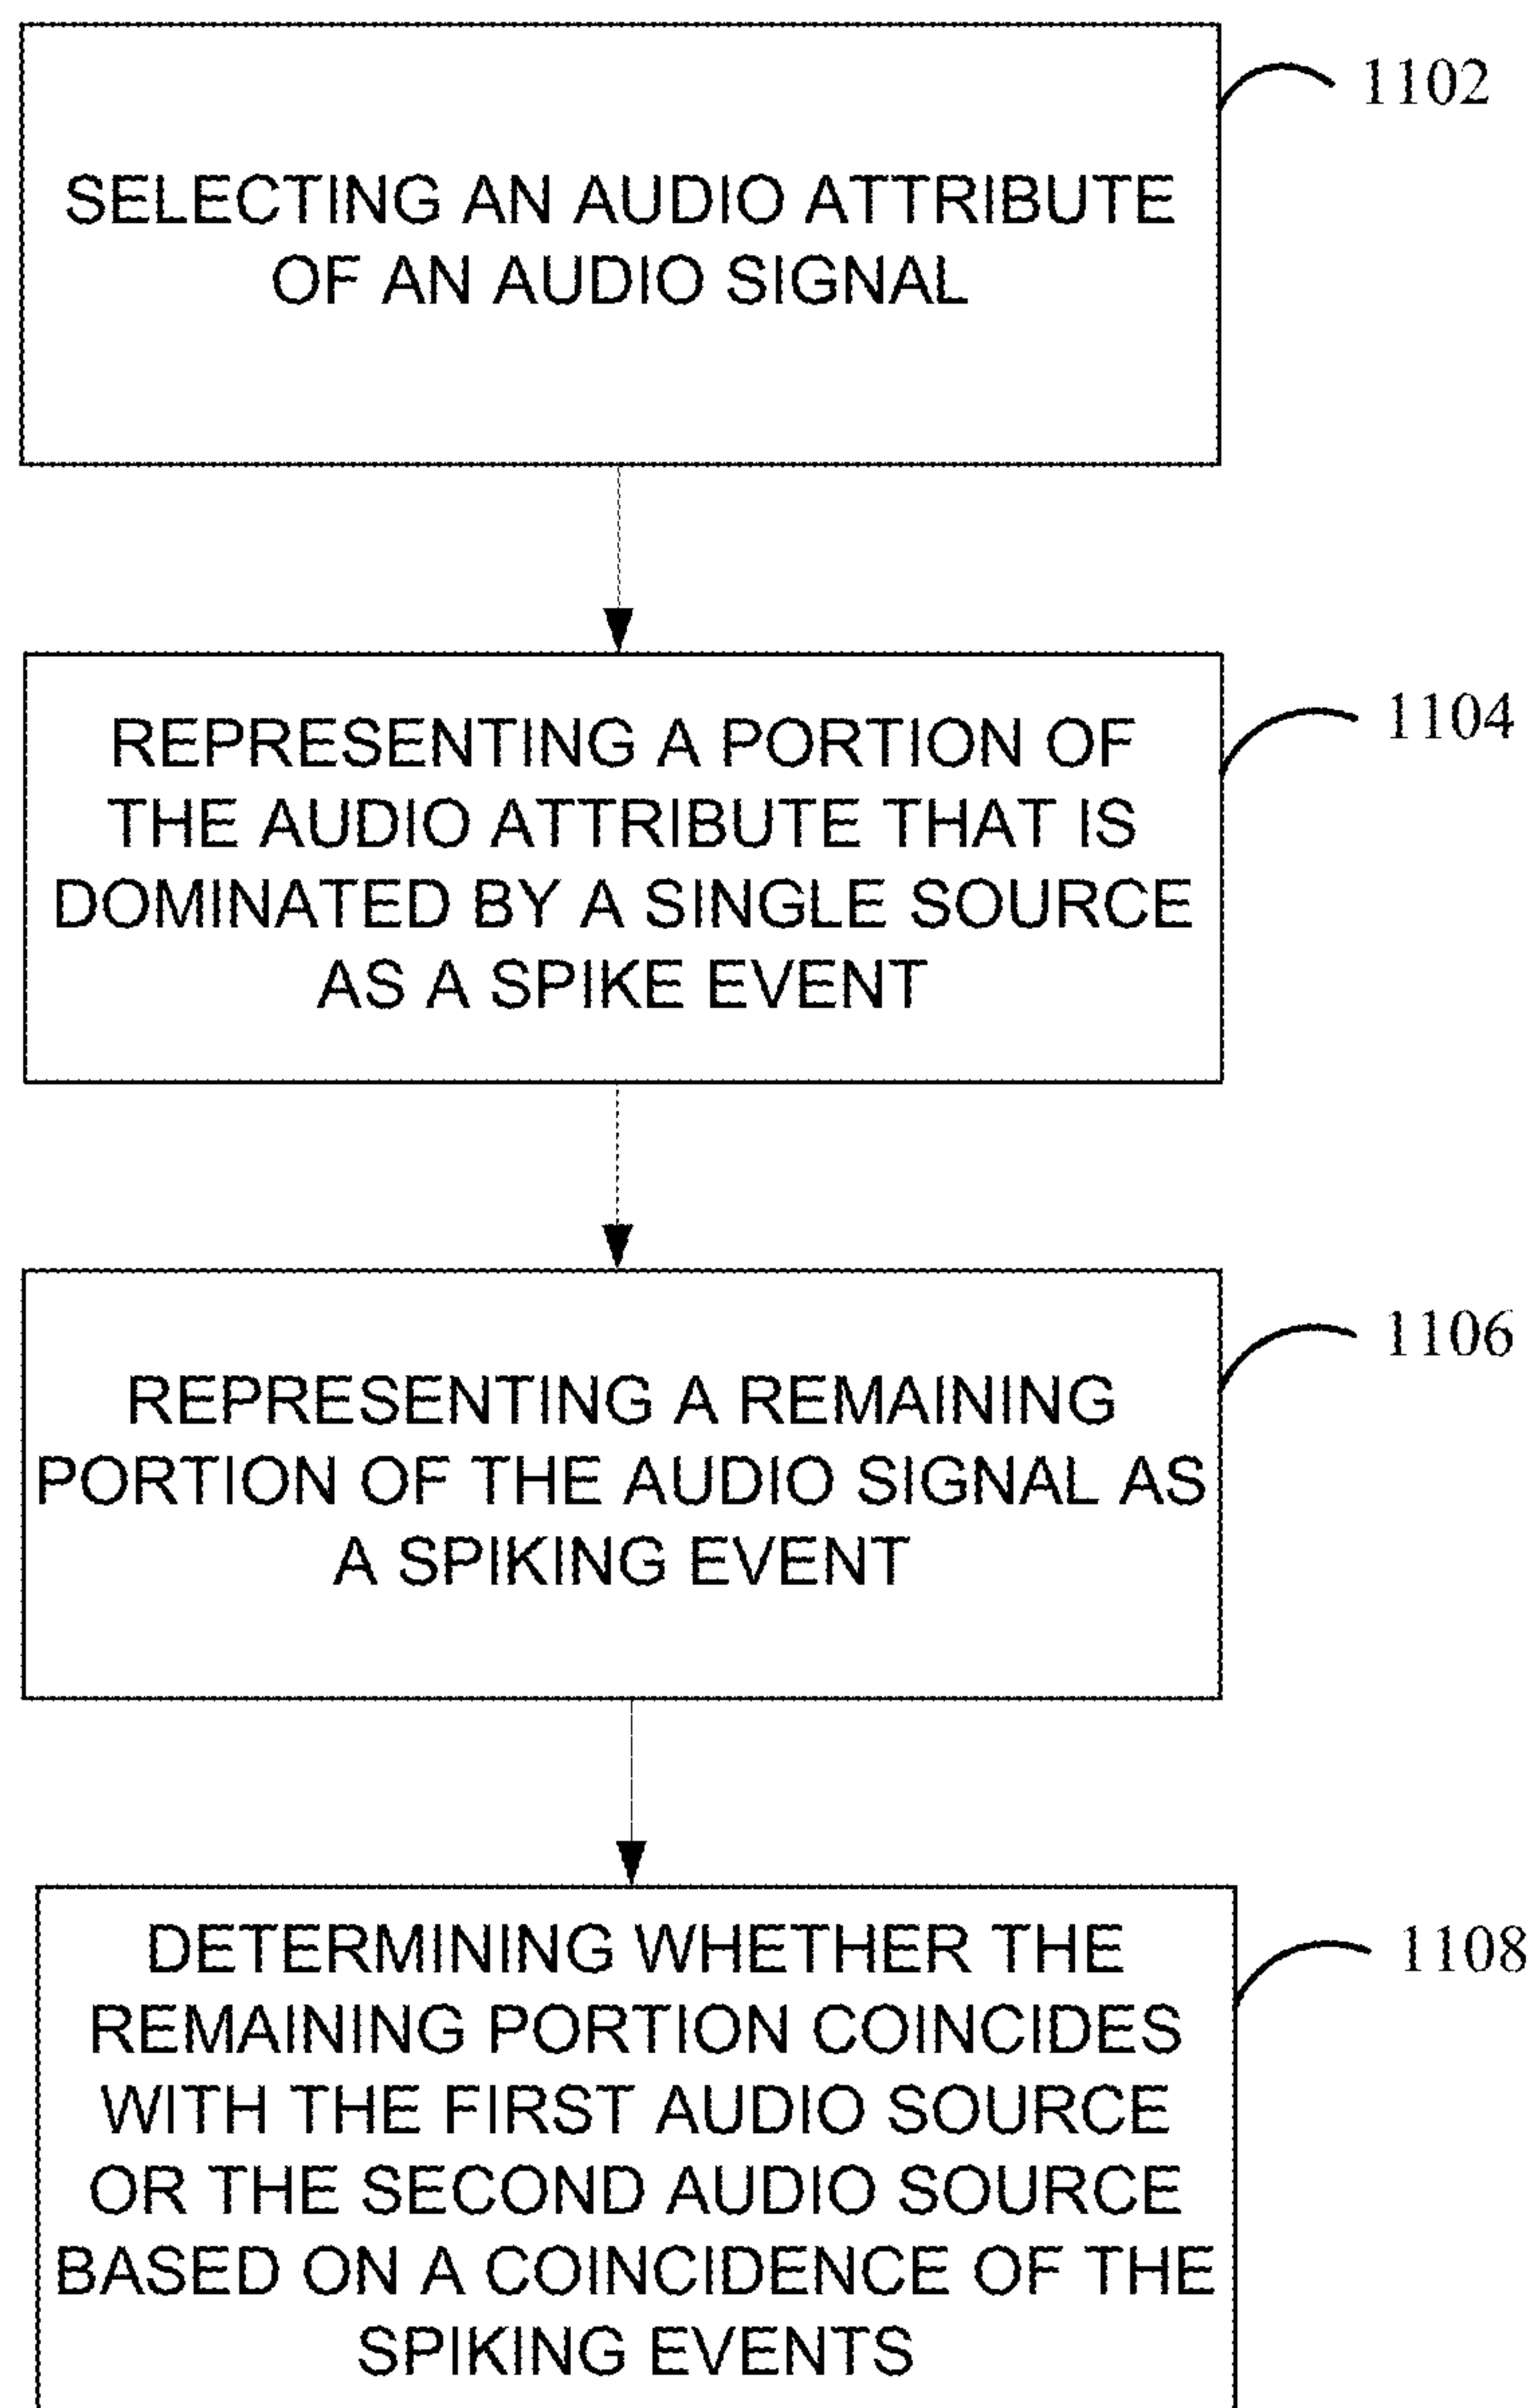 1102
SELECTING AN AUDIO ATTRIBUTE
OF AN AUDIO SIGNAL
1104
REPRESENTING A PORTION OF
THE AUDIO ATTRIBUTE THAT IS
DOMINATED BY A SINGLE SOURCE
AS A SPIKE EVENT
1106
REPRESENTING A REMAINING
PORTION OF THE AUDIO SIGNAL AS
A SPIKING EVENT
1108
DETERMINING WHETHER THE
REMAINING PORTION COINCIDES
WITH THE FIRST AUDIO SOURCE
OR THE SECOND AUDIO SOURCE
BASED ON A COINCIDENCE OF THE
SPIKING EVENTS